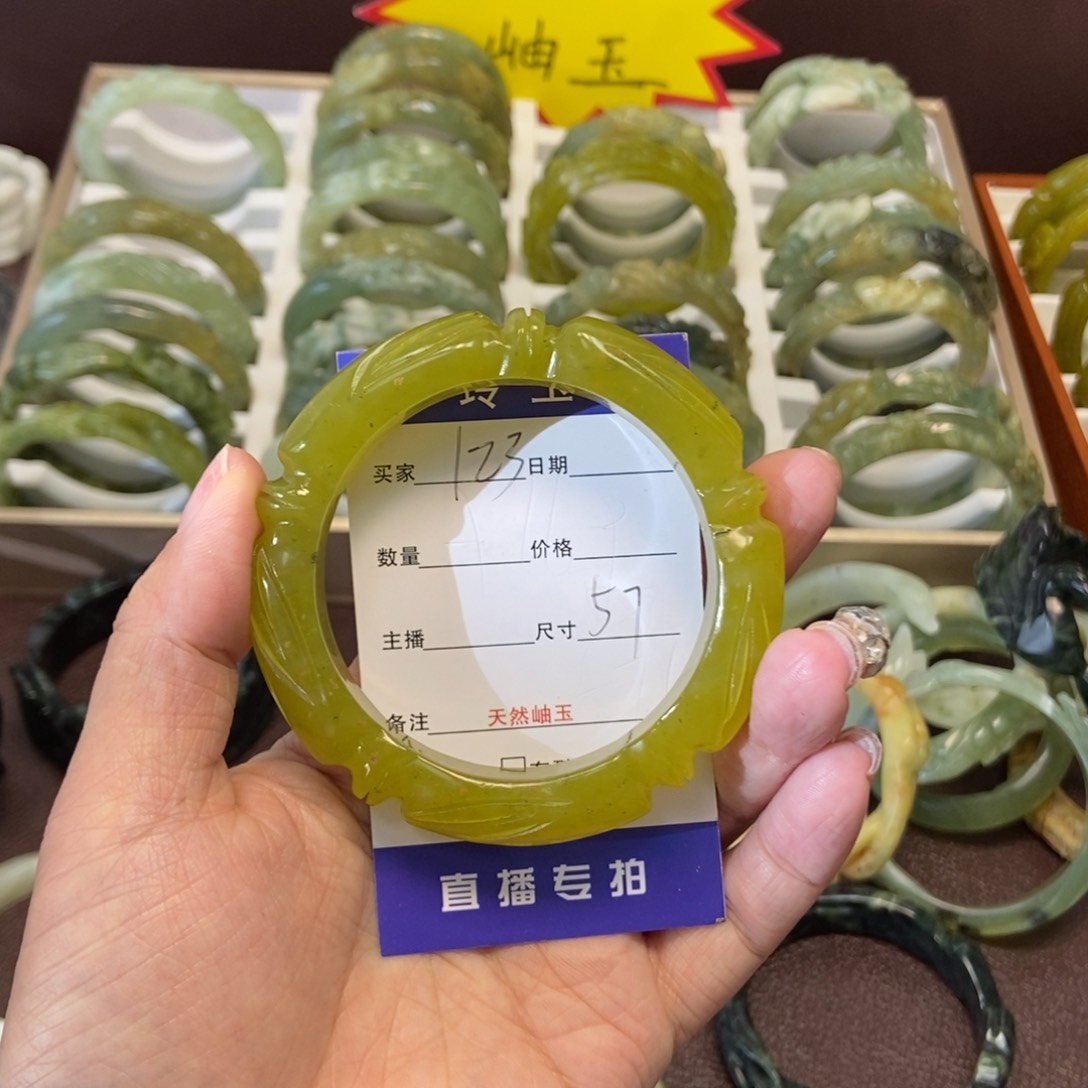 岫玉
买家 123 日期
数量 价格
主播 尺寸 57
备注 天然岫玉
直播专拍